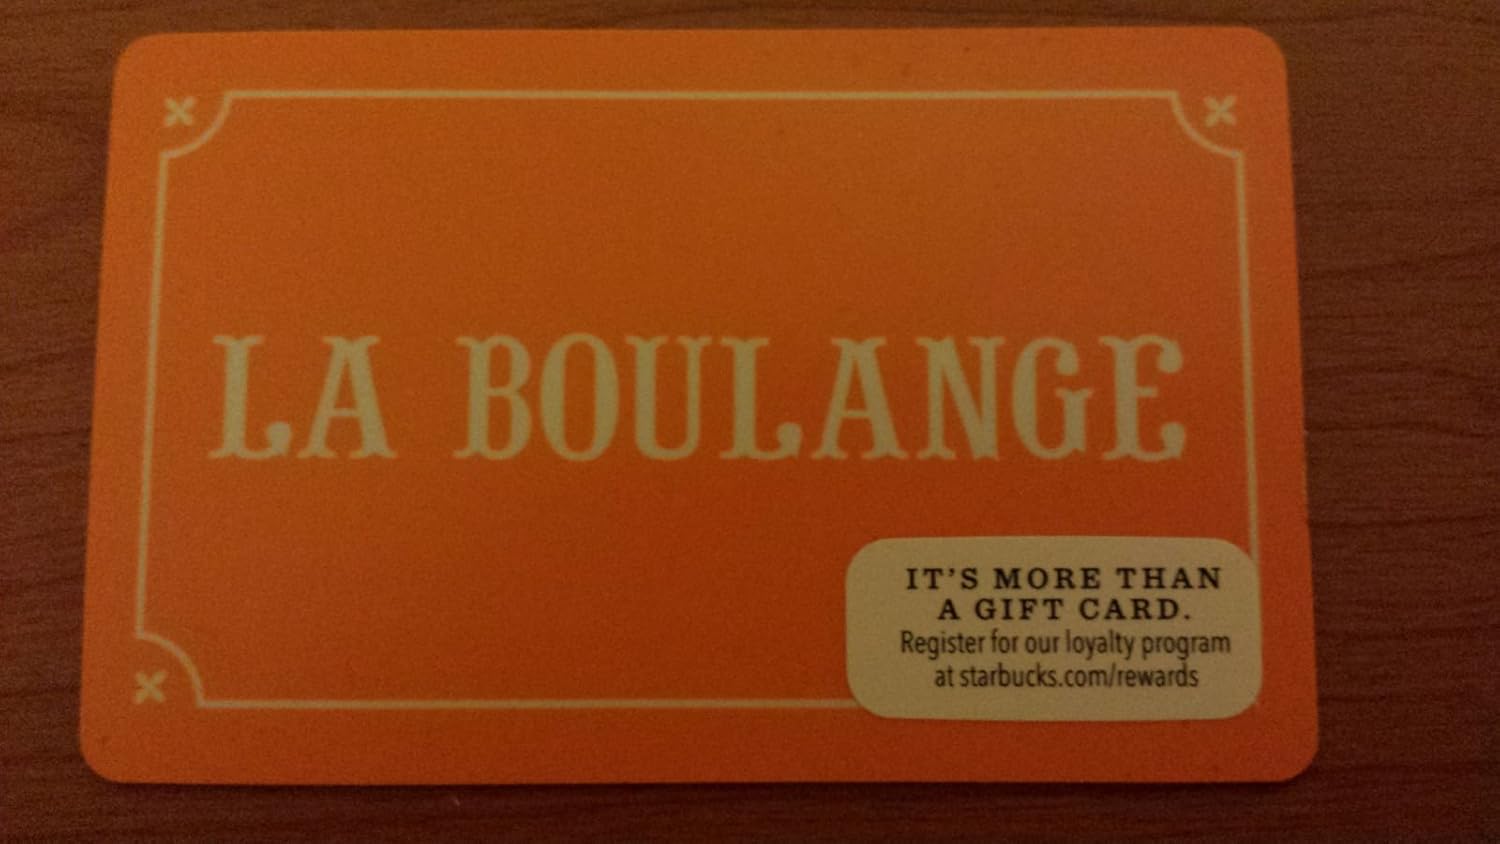 LA BOULANGE
IT'S MORE THAN
A GIFT CARD.
Register for our loyalty program
at starbucks.com/rewards